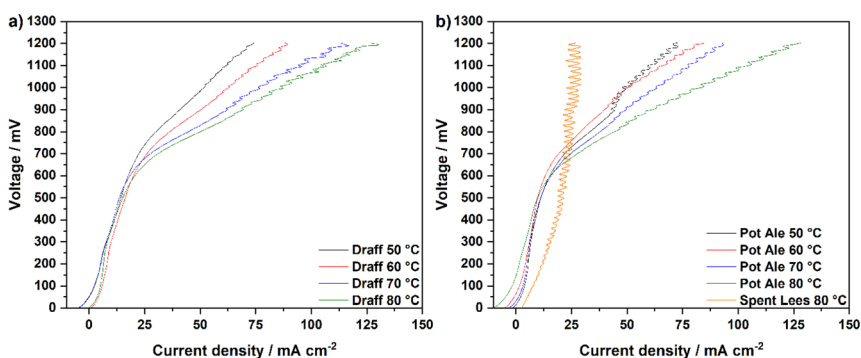 a)
1300
1200
1100
1000
900
800
700
600
500
400
300
200
100
0
Voltage / mV
0 25 50 75 100 125 150
Current density / mA cm-2
Draff 50 °C
Draff 60 °C
Draff 70 °C
Draff 80 °C
b)
1300
1200
1100
1000
900
800
700
600
500
400
300
200
100
0
Voltage / mV
0 25 50 75 100 125 150
Current density / mA cm-2
Pot Ale 50 °C
Pot Ale 60 °C
Pot Ale 70 °C
Pot Ale 80 °C
Spent Lees 80 °C